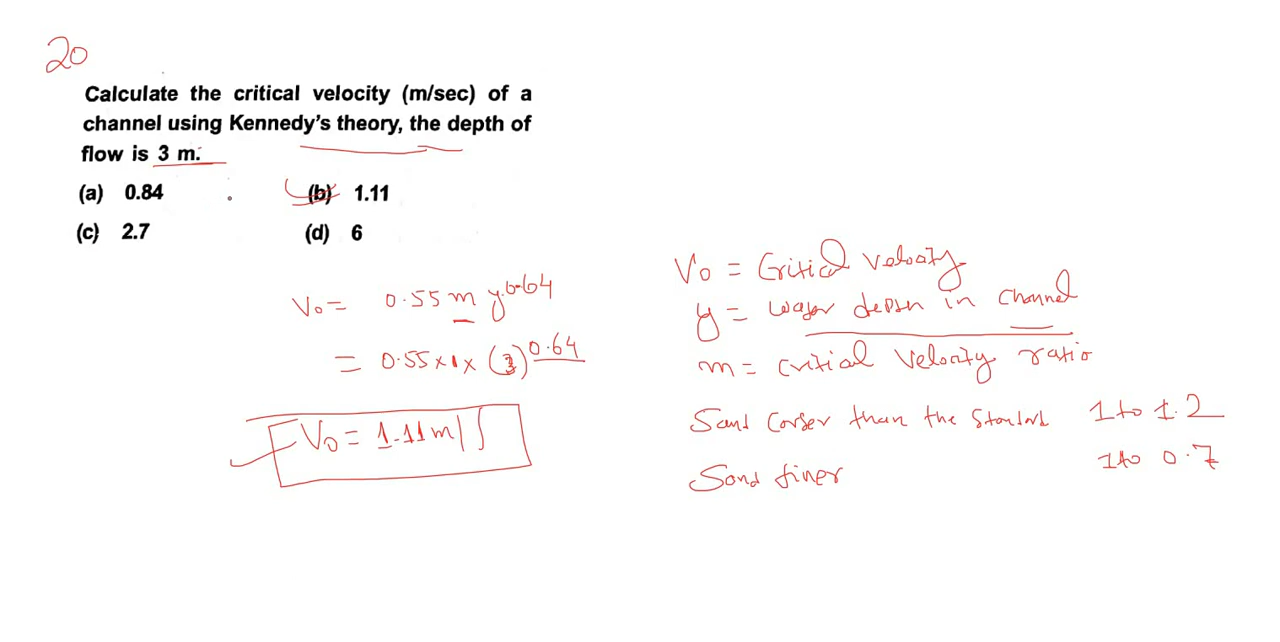 20
Calculate the critical velocity (m/sec) of a
channel using Kennedy's theory, the depth of
flow is 3 m.
(a) 0.84 (b) 1.11
(c) 2.7 (d) 6
V₀ = 0.55 m y^0.64
= 0.55 × 1 × (3)^0.64
V₀ = 1.11 m/s
V₀ = Critical Velocity
y = water depth in channel
m = Critical Velocity ratio
Sand Corser than the Standard 1 to 1.2
Sand finer 1 to 0.7